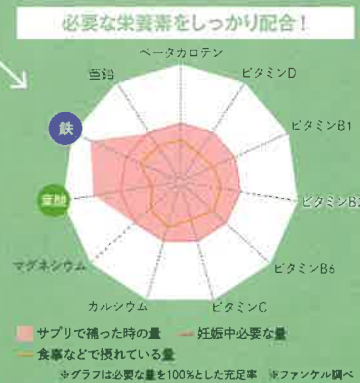 必要な栄養素をしっかり配合！
ベータカロテン
亜鉛
ビタミンD
鉄
ビタミンB1
葉酸
マグネシウム
ビタミンB6
カルシウム
ビタミンC
サプリで補った時の量
妊娠中必要な量
食事などで摂れている量
※グラフは必要な量を100%とした充足率 ※ファンケル調べ